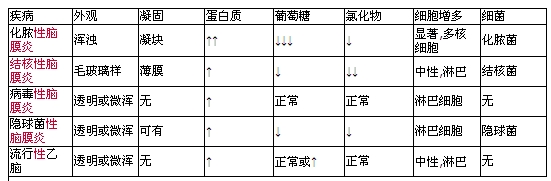 疾病 外观 凝固 蛋白质 葡萄糖 氯化物 细胞增多 细菌
化脓性脑膜炎 浑浊 凝块 ↑↑ ↓↓↓ ↓ 显著,多核细胞 化脓菌
结核性脑膜炎 毛玻璃样 薄膜 ↑ ↓ ↓↓ 中性,淋巴 结核菌
病毒性脑膜炎 透明或微浑 无 ↑ 正常 正常 淋巴细胞 无
隐球菌性脑膜炎 透明或微浑 可有 ↑ ↓ ↓ 淋巴细胞 隐球菌
流行性乙脑 透明或微浑 无 ↑ 正常或↑ 正常 中性,淋巴 无